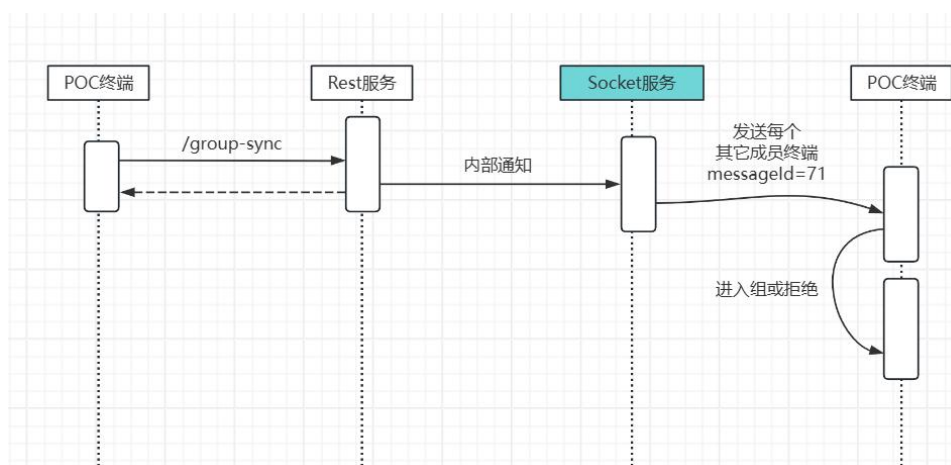 POC终端
Rest服务
Socket服务
POC终端
/group-sync
内部通知
发送每个
其它成员终端
messageId=71
进入组或拒绝